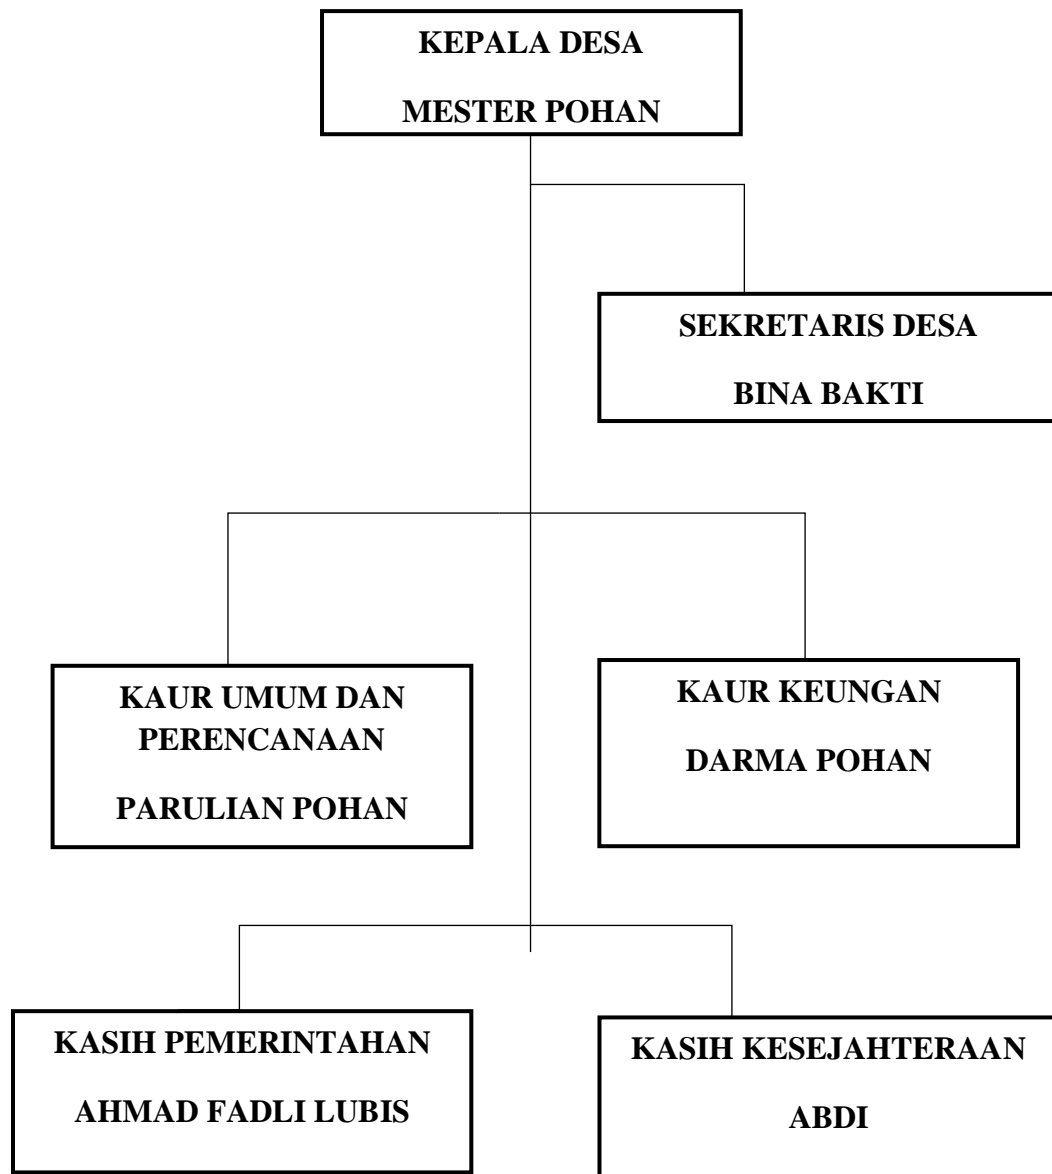 KEPALA DESA
MESTER POHAN
SEKRETARIS DESA
BINA BAKTI
KAUR UMUM DAN
PERENCANAAN
PARULIAN POHAN
KAUR KEUNGAN
DARMA POHAN
KASIH PEMERINTAHAN
AHMAD FADLI LUBIS
KASIH KESEJAHTERAAN
ABDI